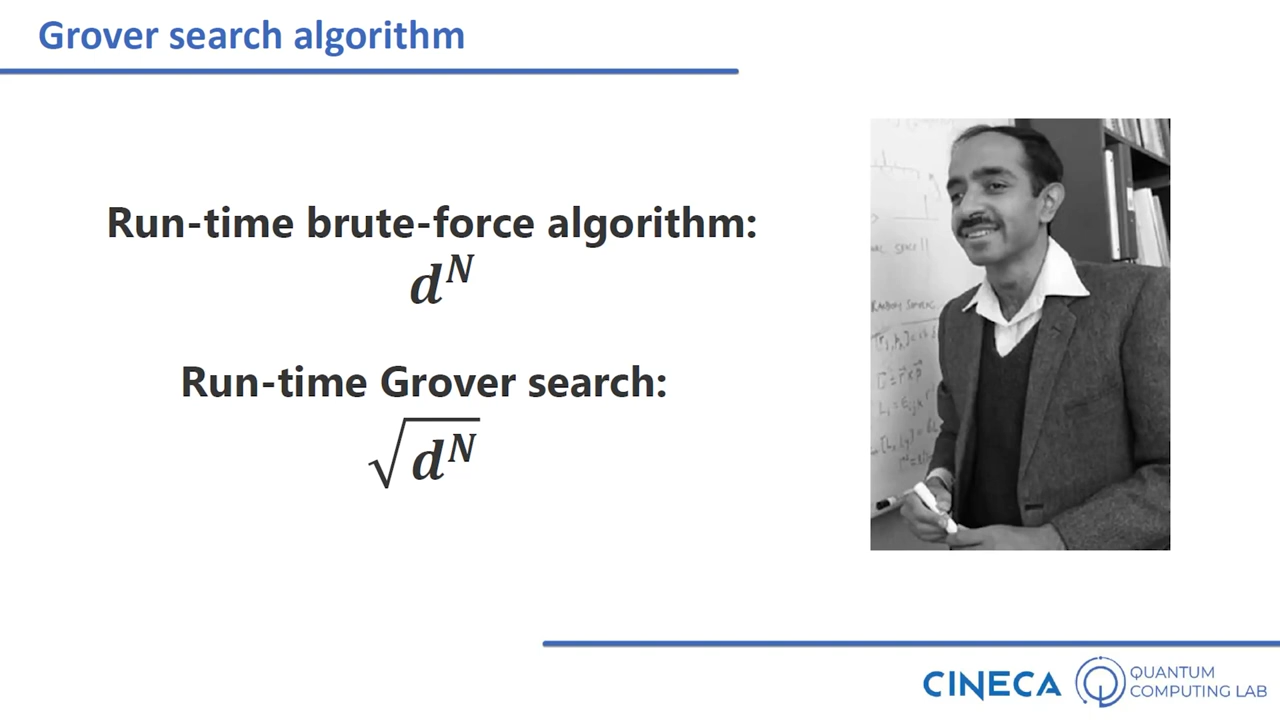 Grover search algorithm
Run-time brute-force algorithm:
d^N
Run-time Grover search:
√d^N
CINECA
QUANTUM
COMPUTING LAB